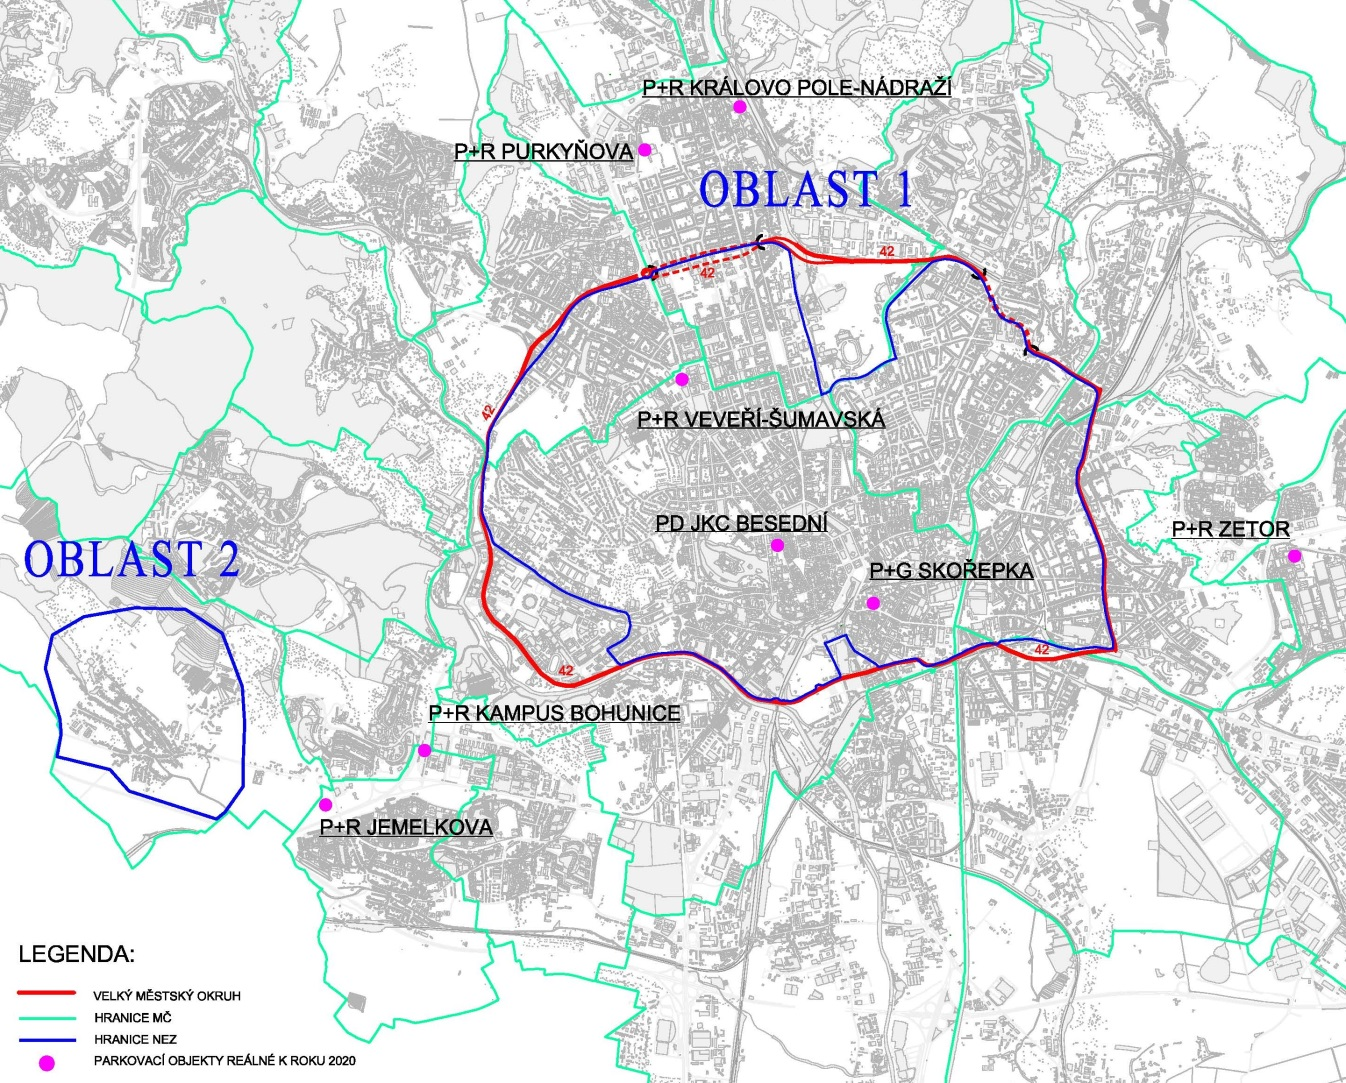 P+R KRÁLOVO POLE-NÁDRAŽÍ
P+R PURKYŇOVA
OBLAST 1
42
42
42
P+R VEVEŘÍ-ŠUMAVSKÁ
PD JKC BESEDNÍ
P+R ZETOR
OBLAST 2
P+G SKOŘEPKA
42
42
P+R KAMPUS BOHUNICE
P+R JEMELKOVA
LEGENDA:
VELKÝ MĚSTSKÝ OKRUH
HRANICE MČ
HRANICE NEZ
PARKOVACÍ OBJEKTY REÁLNÉ K ROKU 2020